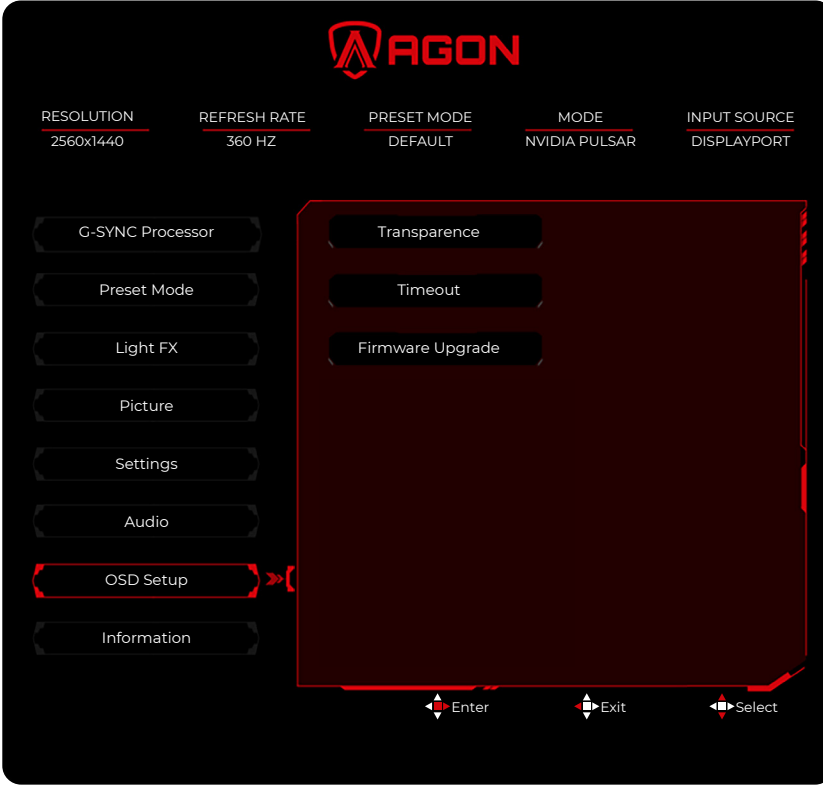 AGON
RESOLUTION REFRESH RATE PRESET MODE MODE INPUT SOURCE
2560x1440 360 HZ DEFAULT NVIDIA PULSAR DISPLAYPORT
G-SYNC Processor Transparence
Preset Mode Timeout
Light FX Firmware Upgrade
Picture
Settings
Audio
OSD Setup
Information
Enter Exit Select